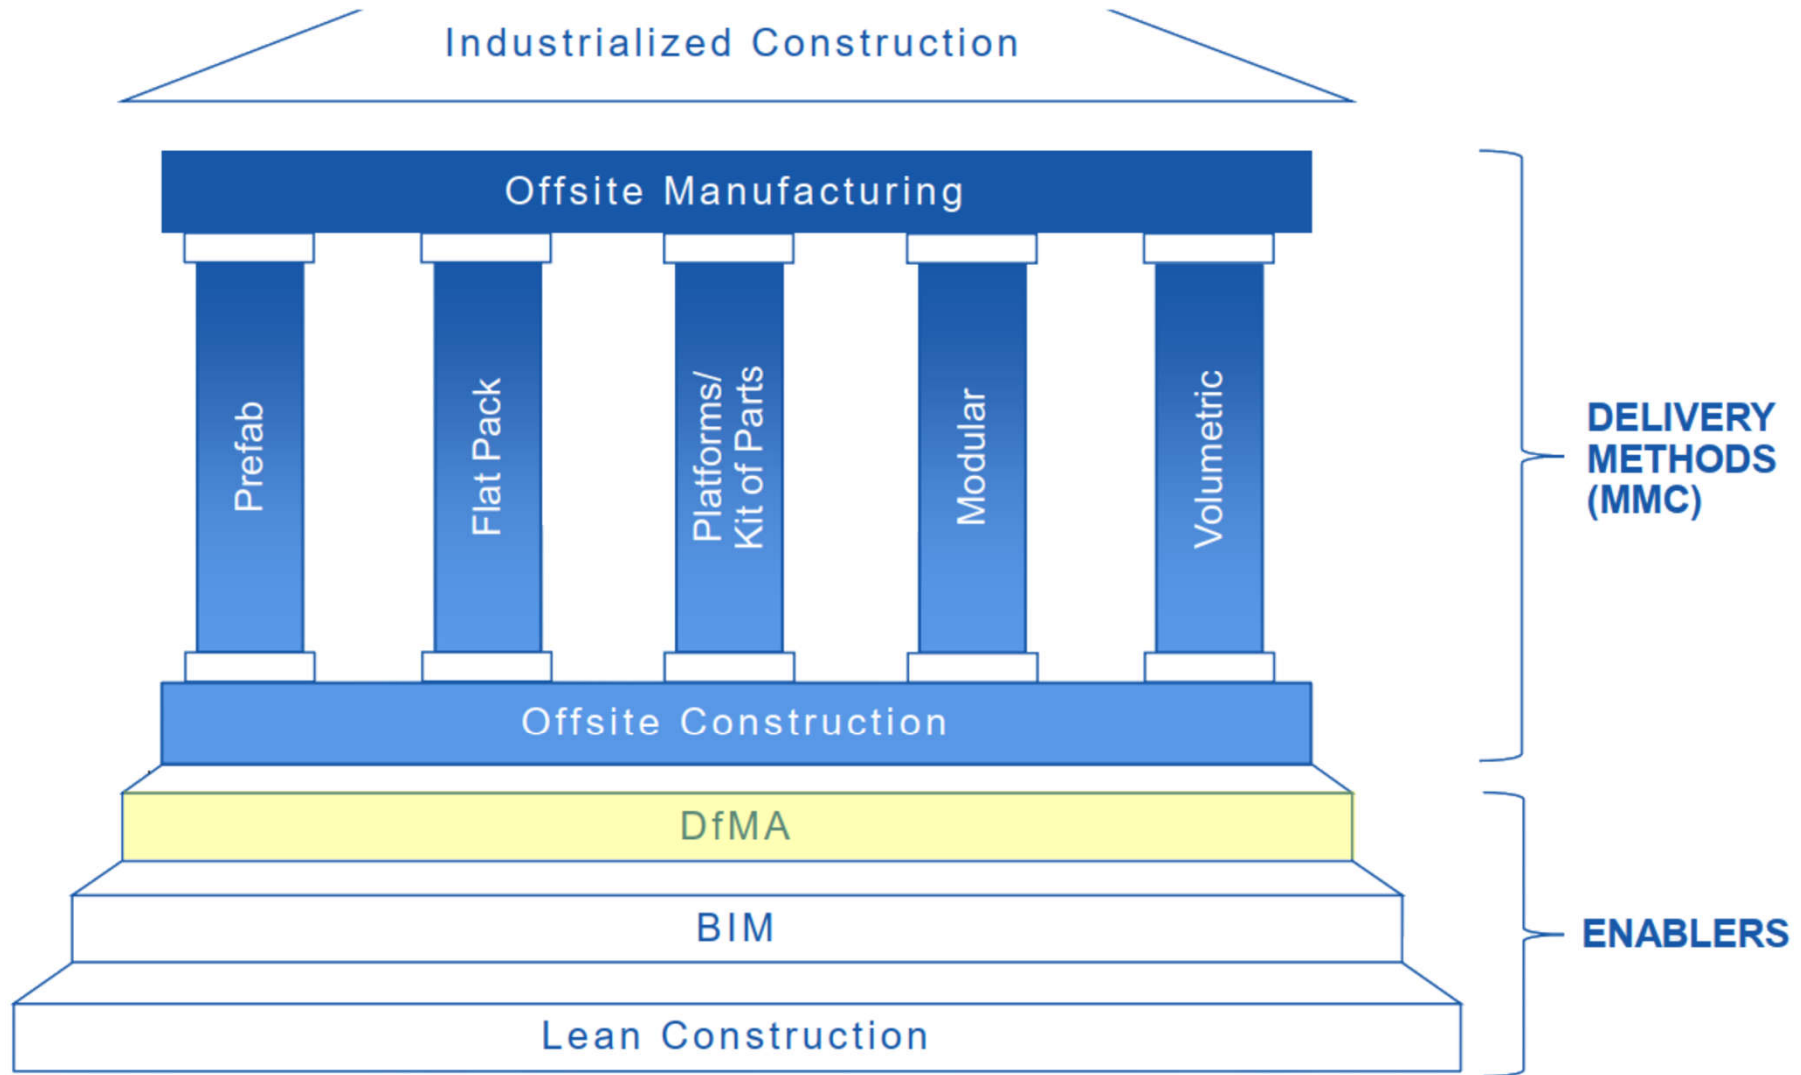 Industrialized Construction
Offsite Manufacturing
Prefab
Flat Pack
Platforms/
Kit of Parts
Modular
Volumetric
DELIVERY
METHODS
(MMC)
Offsite Construction
DfMA
BIM
ENABLERS
Lean Construction